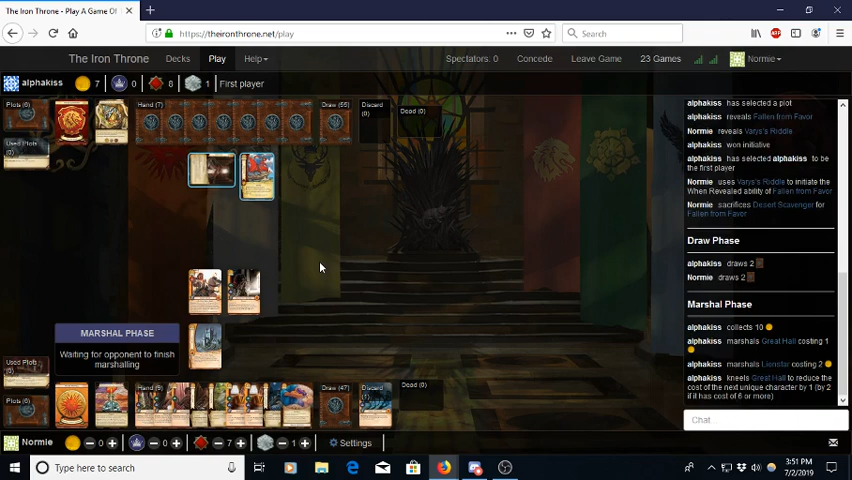 The Iron Throne - Play A Game Of
https://theironthrone.net/play
Search
The Iron Throne
Decks
Play
Help
Spectators: 0
Concede
Leave Game
23 Games
Normie
alphakiss
7
0
8
1
First player
Plots (6)
Hand (7)
Draw (55)
Discard
(0)
Dead (0)
Used Plots
(0)
alphakiss has selected a plot
alphakiss reveals Fallen from Favor
Normie reveals Varys's Riddle
alphakiss won initiative
alphakiss has selected alphakiss to be
the first player
Normie uses Varys's Riddle to initiate the
When Revealed ability of Fallen from Favor
Normie sacrifices Desert Scavenger for
Fallen from Favor
Draw Phase
alphakiss draws 2
Normie draws 2
Marshal Phase
alphakiss collects 10
alphakiss marshals Great Hall costing 1
alphakiss marshals Lionstar costing 2
alphakiss kneels Great Hall to reduce the
cost of the next unique character by 1 (by 2
if it has cost of 6 or more)
MARSHAL PHASE
Waiting for opponent to finish
marshalling
Used Plots
Plots (6)
Hand (9)
Draw (47)
Discard
(1)
Dead (0)
Chat...
Normie
0
0
7
1
Settings
Type here to search
3:51 PM
7/2/2019